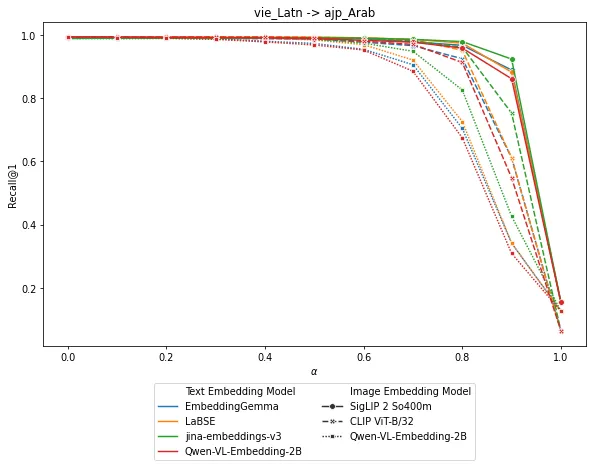 vie_Latn -> ajp_Arab
Recall@1
1.0
0.8
0.6
0.4
0.2
0.0 0.2 0.4 0.6 0.8 1.0
α
Text Embedding Model Image Embedding Model
EmbeddingGemma SigLIP 2 So400m
LaBSE CLIP ViT-B/32
jina-embeddings-v3 Qwen-VL-Embedding-2B
Qwen-VL-Embedding-2B